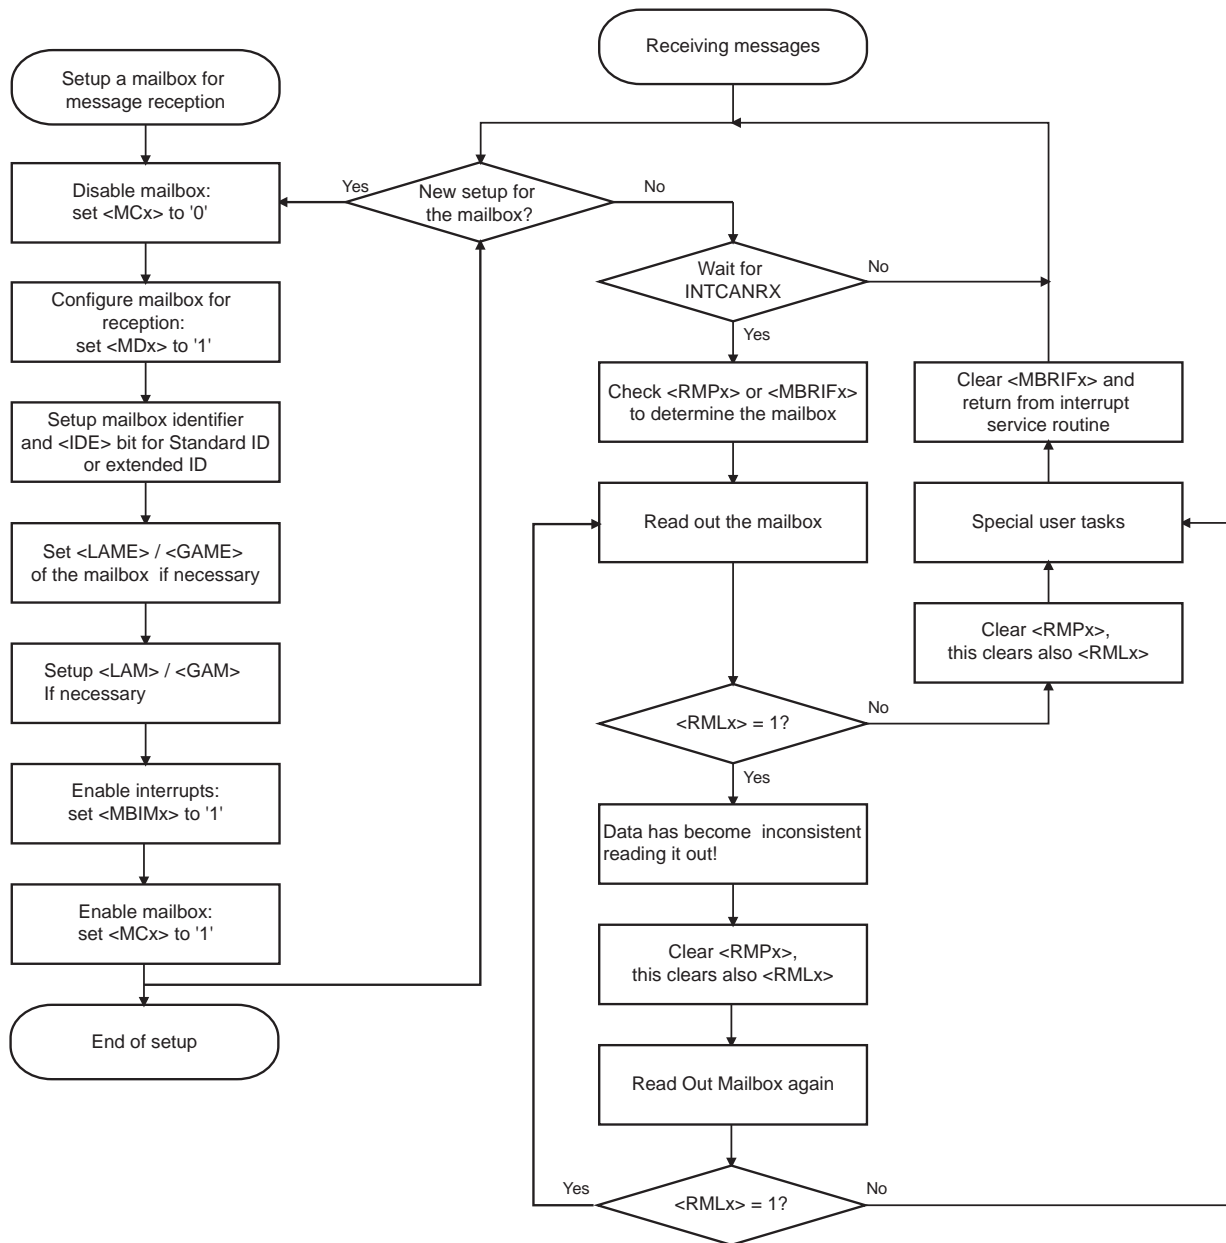 Setup a mailbox for
message reception
Disable mailbox:
set <MCx> to '0'
Configure mailbox for
reception:
set <MDx> to '1'
Setup mailbox identifier
and <IDE> bit for Standard ID
or extended ID
Set <LAME> / <GAME>
of the mailbox if necessary
Setup <LAM> / <GAM>
If necessary
Enable interrupts:
set <MBIMx> to '1'
Enable mailbox:
set <MCx> to '1'
End of setup
Receiving messages
Yes
New setup for
the mailbox?
No
Wait for
INTCANRX
No
Yes
Check <RMPx> or <MBRIFx>
to determine the mailbox
Read out the mailbox
<RMLx> = 1?
No
Yes
Data has become inconsistent
reading it out!
Clear <RMPx>,
this clears also <RMLx>
Read Out Mailbox again
Yes
<RMLx> = 1?
No
Clear <MBRIFx> and
return from interrupt
service routine
Special user tasks
Clear <RMPx>,
this clears also <RMLx>